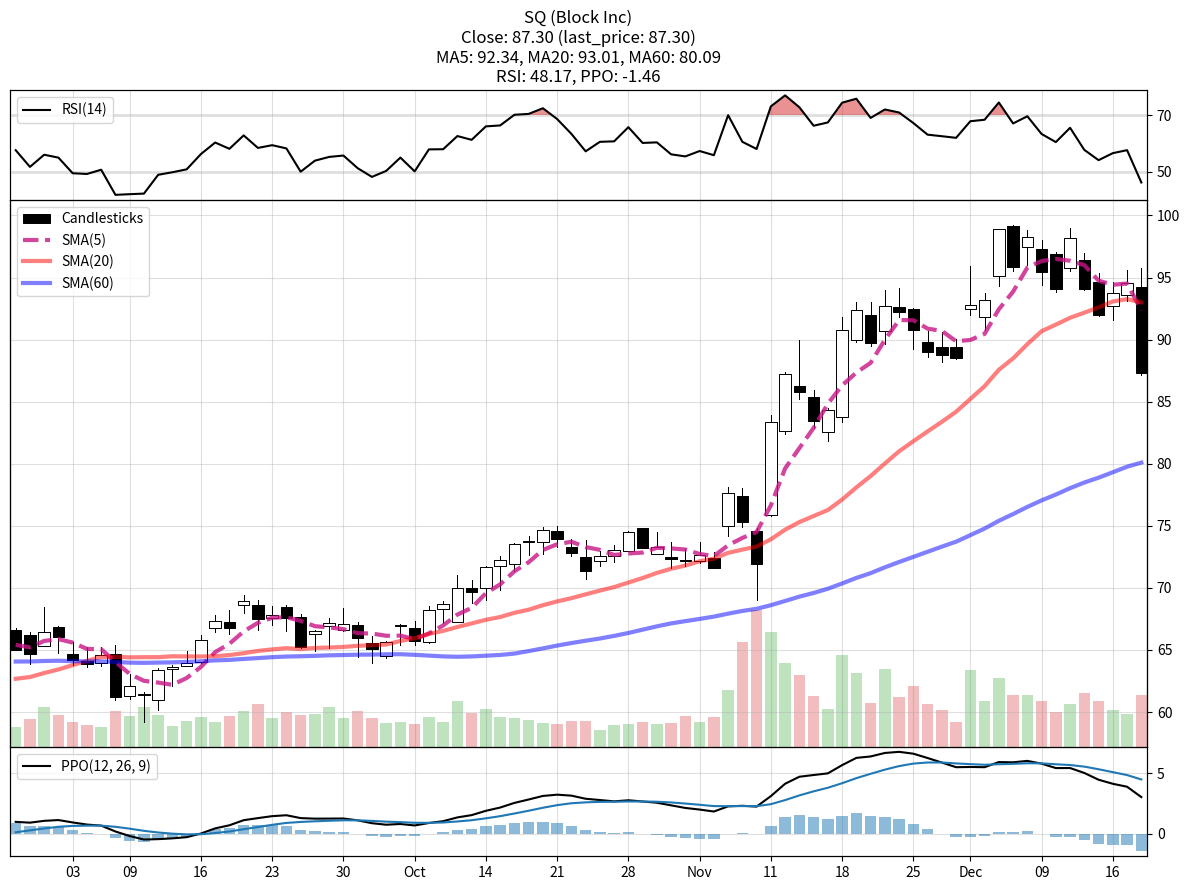 SQ (Block Inc)
Close: 87.30 (last_price: 87.30)
MA5: 92.34, MA20: 93.01, MA60: 80.09
RSI: 48.17, PPO: -1.46
RSI(14)
70
50
Candlesticks
SMA(5)
SMA(20)
SMA(60)
100
95
90
85
80
75
70
65
60
PPO(12, 26, 9)
5
0
03 09 16 23 30 Oct 14 21 28 Nov 11 18 25 Dec 09 16